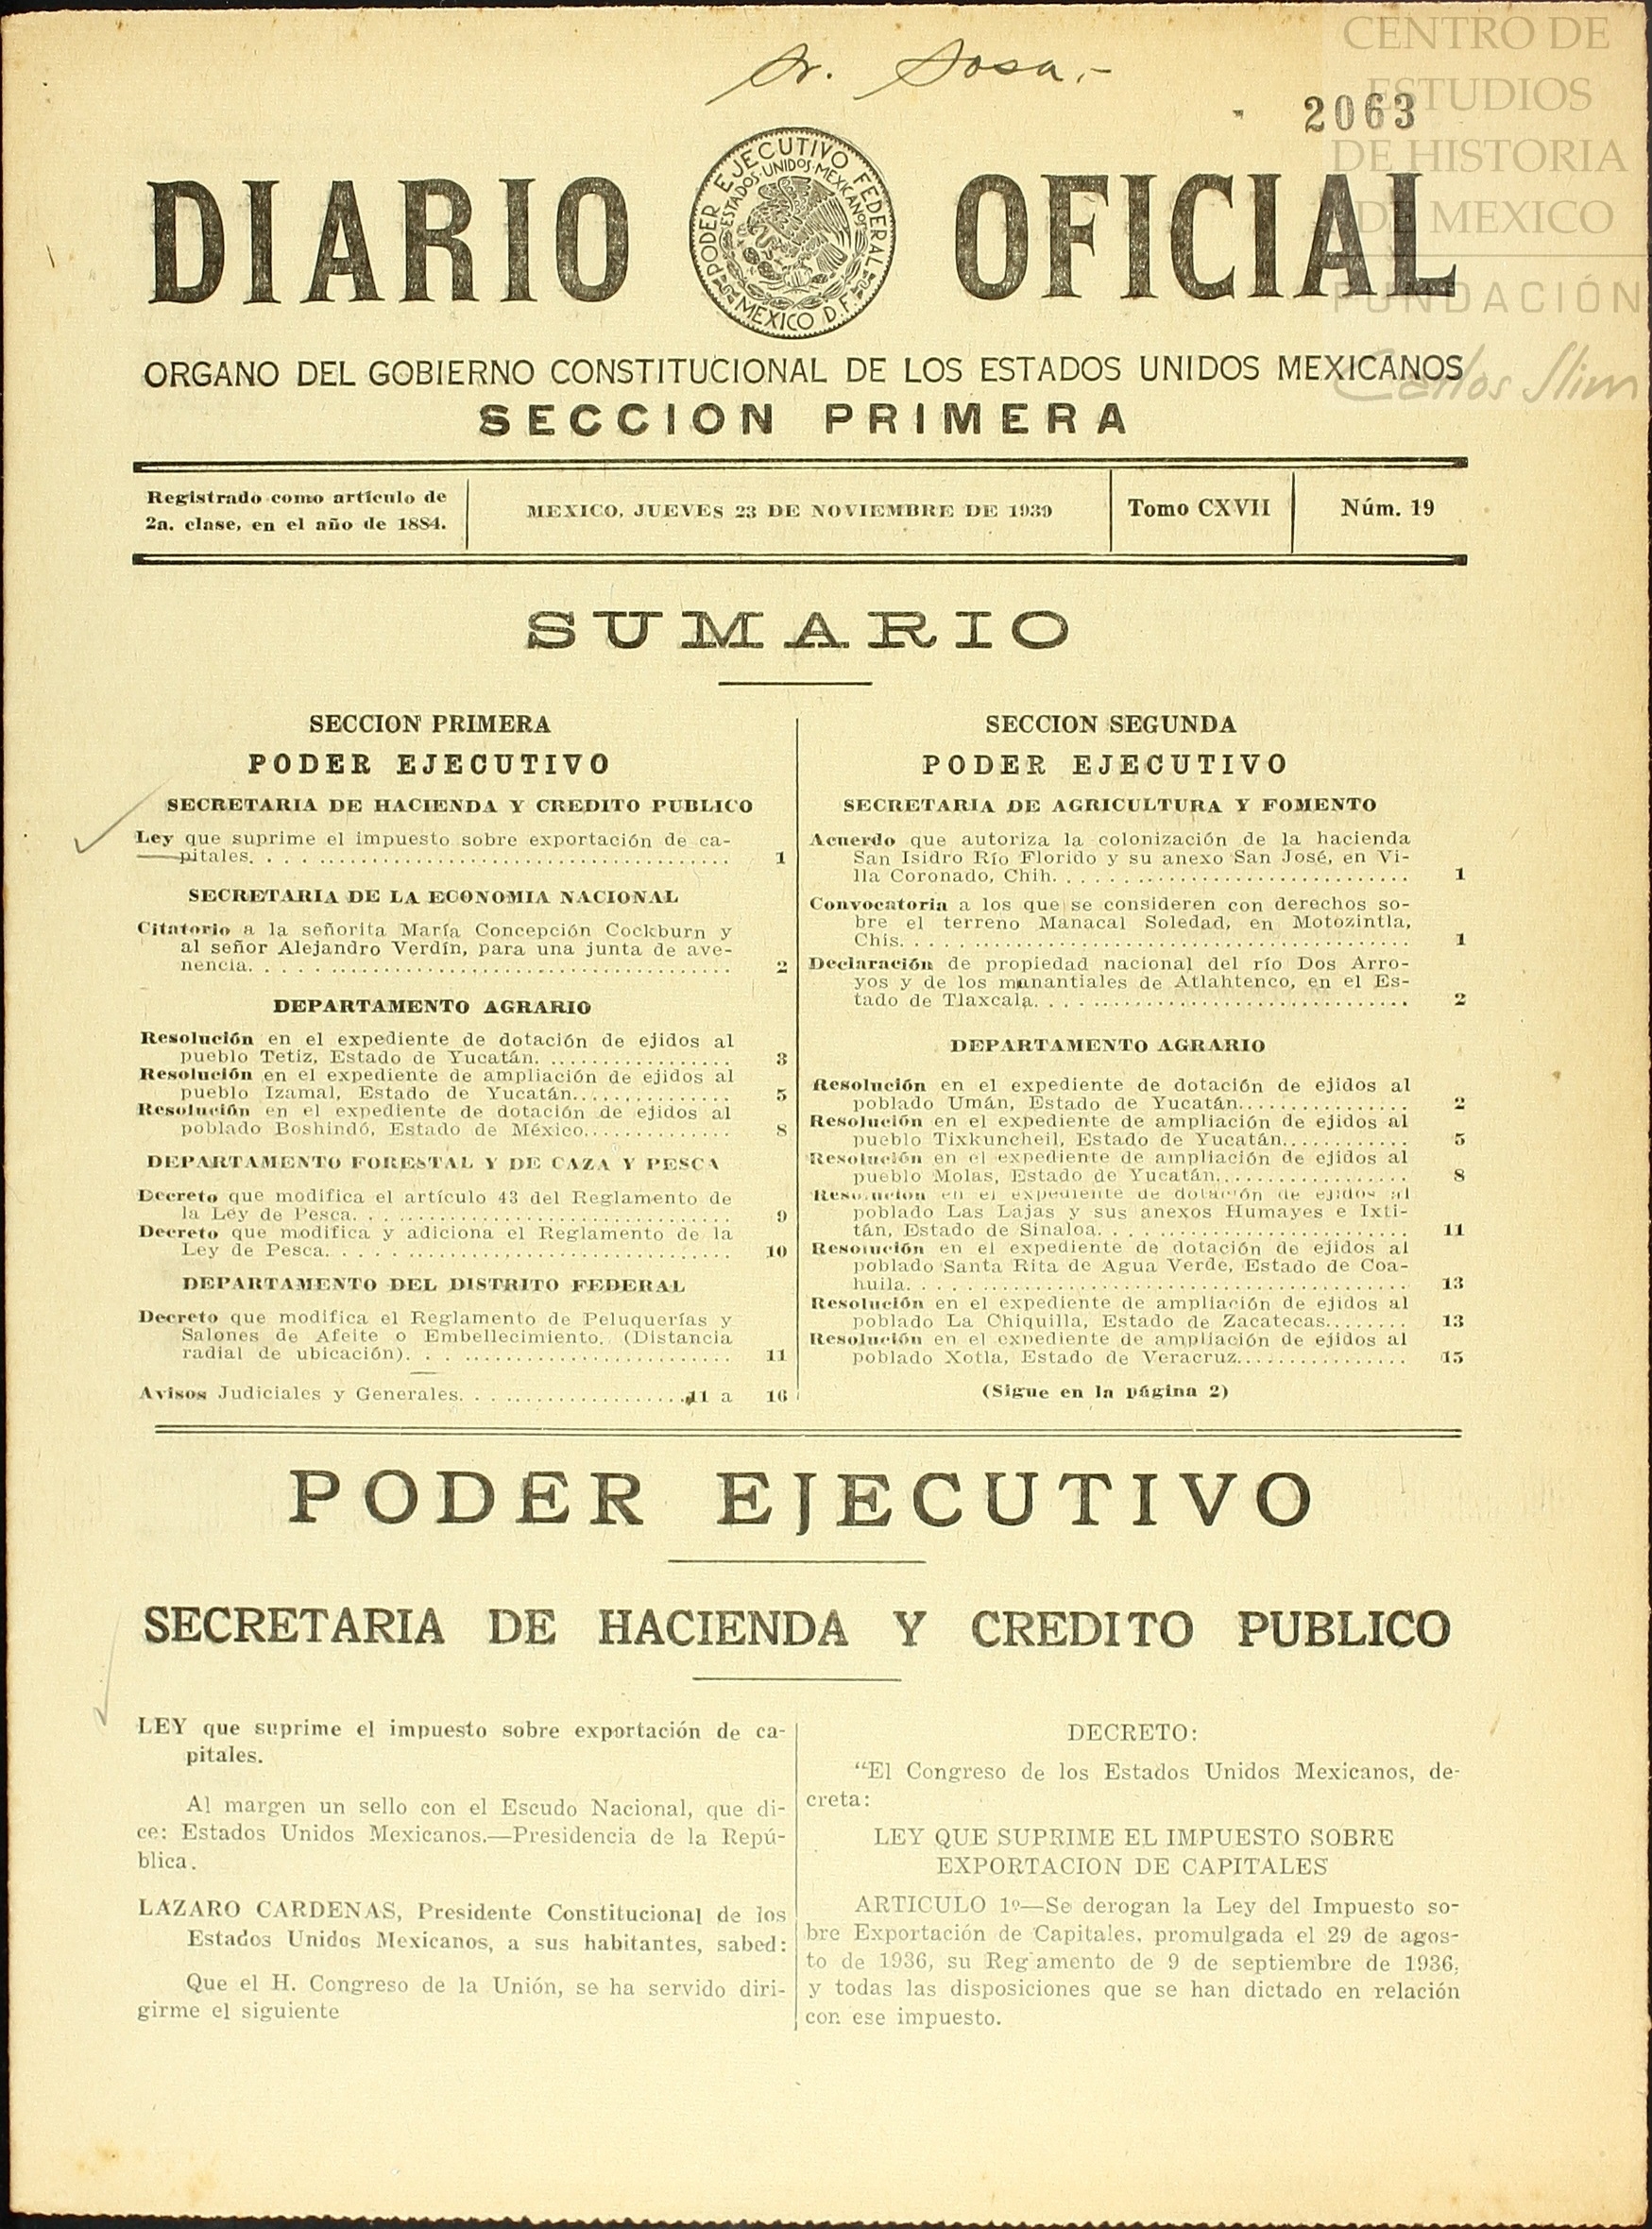 Sr. Sosa.-
2063
CENTRO DE
ESTUDIOS
DE HISTORIA
DE MEXICO
FUNDACIÓN
Carlos Slim
DIARIO OFICIAL
PODER EJECUTIVO FEDERAL
ESTADOS·UNIDOS·MEXICANOS
MEXICO D.F.
ORGANO DEL GOBIERNO CONSTITUCIONAL DE LOS ESTADOS UNIDOS MEXICANOS
SECCION PRIMERA
Registrado como artículo de
2a. clase, en el año de 1884.
MEXICO, JUEVES 23 DE NOVIEMBRE DE 1939
Tomo CXVII
Núm. 19
SUMARIO
SECCION PRIMERA
PODER EJECUTIVO
SECRETARIA DE HACIENDA Y CREDITO PUBLICO
Ley que suprime el impuesto sobre exportación de ca-
pitales. . . . . . . . . . . . 1
SECRETARIA DE LA ECONOMIA NACIONAL
Citatorio a la señorita María Concepción Cockburn y
al señor Alejandro Verdín, para una junta de ave-
nencia. . . . . . . . . . . . 2
DEPARTAMENTO AGRARIO
Resolución en el expediente de dotación de ejidos al
pueblo Tetiz, Estado de Yucatán. . . . . . . . 3
Resolución en el expediente de ampliación de ejidos al
pueblo Izamal, Estado de Yucatán. . . . . . . . 5
Resolución en el expediente de dotación de ejidos al
poblado Boshindó, Estado de México. . . . . . . . 8
DEPARTAMENTO FORESTAL Y DE CAZA Y PESCA
Decreto que modifica el artículo 43 del Reglamento de
la Ley de Pesca. . . . . . . . . . . . 9
Decreto que modifica y adiciona el Reglamento de la
Ley de Pesca. . . . . . . . . . . . 10
DEPARTAMENTO DEL DISTRITO FEDERAL
Decreto que modifica el Reglamento de Peluquerías y
Salones de Afeite o Embellecimiento. (Distancia
radial de ubicación). . . . . . . . . . . . 11
Avisos Judiciales y Generales. . . . . . . . . . . . 11 a 16
SECCION SEGUNDA
PODER EJECUTIVO
SECRETARIA DE AGRICULTURA Y FOMENTO
Acuerdo que autoriza la colonización de la hacienda
San Isidro Río Florido y su anexo San José, en Vi-
lla Coronado, Chih. . . . . . . . . . . . 1
Convocatoria a los que se consideren con derechos so-
bre el terreno Manacal Soledad, en Motozintla,
Chis. . . . . . . . . . . . 1
Declaración de propiedad nacional del río Dos Arro-
yos y de los manantiales de Atlahtenco, en el Es-
tado de Tlaxcala. . . . . . . . . . . . 2
DEPARTAMENTO AGRARIO
Resolución en el expediente de dotación de ejidos al
poblado Umán, Estado de Yucatán. . . . . . . . 2
Resolución en el expediente de ampliación de ejidos al
pueblo Tixkuncheil, Estado de Yucatán. . . . . . . . 5
Resolución en el expediente de ampliación de ejidos al
pueblo Molas, Estado de Yucatán. . . . . . . . 8
Resolución en el expediente de dotación de ejidos al
poblado Las Lajas y sus anexos Humayes e Ixti-
tán, Estado de Sinaloa. . . . . . . . . . . . 11
Resolución en el expediente de dotación de ejidos al
poblado Santa Rita de Agua Verde, Estado de Coa-
huila. . . . . . . . . . . . 13
Resolución en el expediente de ampliación de ejidos al
poblado La Chiquilla, Estado de Zacatecas. . . . . . . . 13
Resolución en el expediente de ampliación de ejidos al
poblado Xotla, Estado de Veracruz. . . . . . . . 15
(Sigue en la página 2)
PODER EJECUTIVO
SECRETARIA DE HACIENDA Y CREDITO PUBLICO
LEY que suprime el impuesto sobre exportación de ca-
pitales.
Al margen un sello con el Escudo Nacional, que di-
ce: Estados Unidos Mexicanos.—Presidencia de la Repú-
blica.
LAZARO CARDENAS, Presidente Constitucional de los
Estados Unidos Mexicanos, a sus habitantes, sabed:
Que el H. Congreso de la Unión, se ha servido diri-
girme el siguiente
DECRETO:
"El Congreso de los Estados Unidos Mexicanos, de-
creta:
LEY QUE SUPRIME EL IMPUESTO SOBRE
EXPORTACION DE CAPITALES
ARTICULO 1º—Se derogan la Ley del Impuesto so-
bre Exportación de Capitales, promulgada el 29 de agos-
to de 1936, su Reglamento de 9 de septiembre de 1936,
y todas las disposiciones que se han dictado en relación
con ese impuesto.